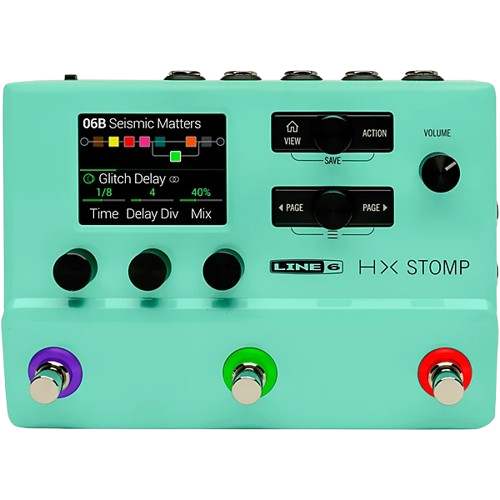 06B Seismic Matters
Glitch Delay
1/8 4 40%
Time Delay Div Mix
VIEW ACTION
SAVE
PAGE PAGE
VOLUME
LINE 6 HX STOMP